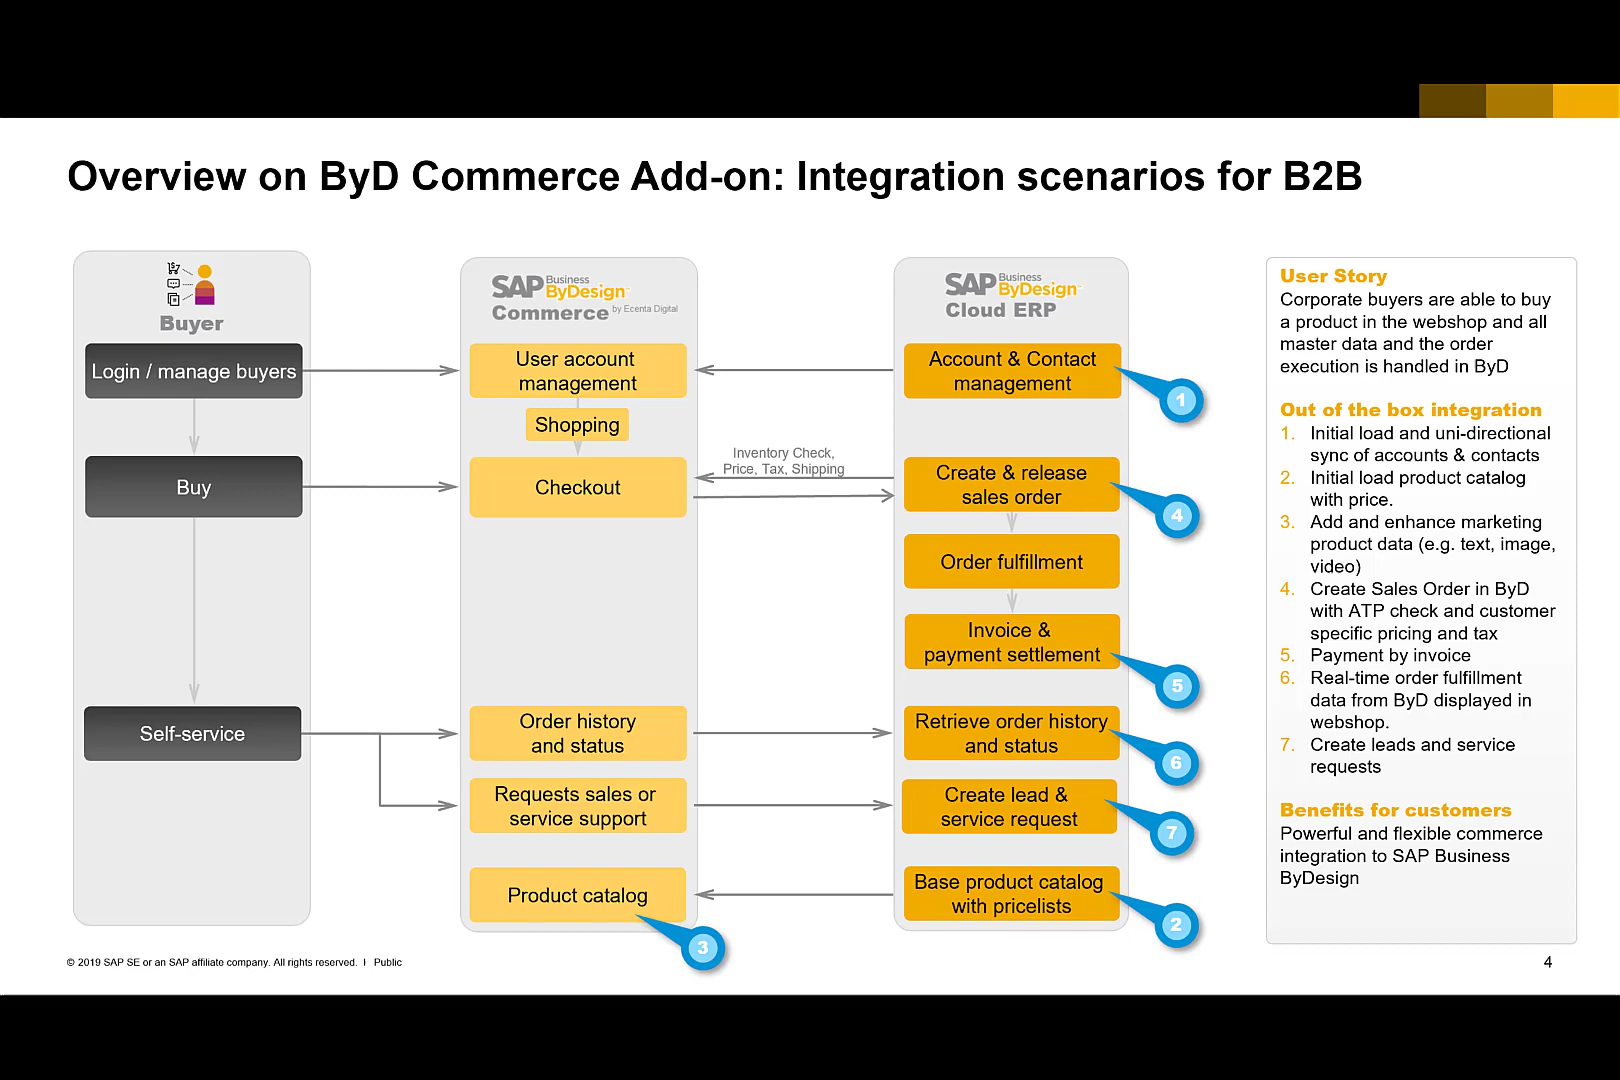 Overview on ByD Commerce Add-on: Integration scenarios for B2B
Buyer
Login / manage buyers
Buy
Self-service
SAP Business ByDesign
Commerce by Ecenta Digital
User account
management
Shopping
Checkout
Order history
and status
Requests sales or
service support
Product catalog
3
Inventory Check,
Price, Tax, Shipping
SAP Business ByDesign
Cloud ERP
Account & Contact
management
1
Create & release
sales order
4
Order fulfillment
Invoice &
payment settlement
5
Retrieve order history
and status
6
Create lead &
service request
7
Base product catalog
with pricelists
2
User Story
Corporate buyers are able to buy
a product in the webshop and all
master data and the order
execution is handled in ByD
Out of the box integration
1. Initial load and uni-directional
sync of accounts & contacts
2. Initial load product catalog
with price.
3. Add and enhance marketing
product data (e.g. text, image,
video)
4. Create Sales Order in ByD
with ATP check and customer
specific pricing and tax
5. Payment by invoice
6. Real-time order fulfillment
data from ByD displayed in
webshop.
7. Create leads and service
requests
Benefits for customers
Powerful and flexible commerce
integration to SAP Business
ByDesign
© 2019 SAP SE or an SAP affiliate company. All rights reserved. I Public
4